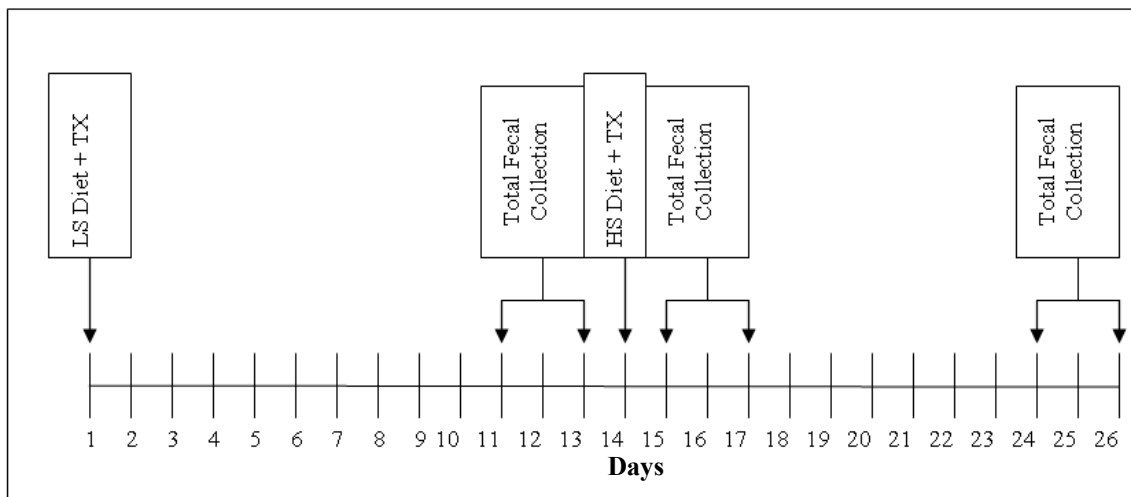 LS Diet + TX
Total Fecal
Collection
HS Diet + TX
Total Fecal
Collection
Total Fecal
Collection
1 2 3 4 5 6 7 8 9 10 11 12 13 14 15 16 17 18 19 20 21 22 23 24 25 26
Days